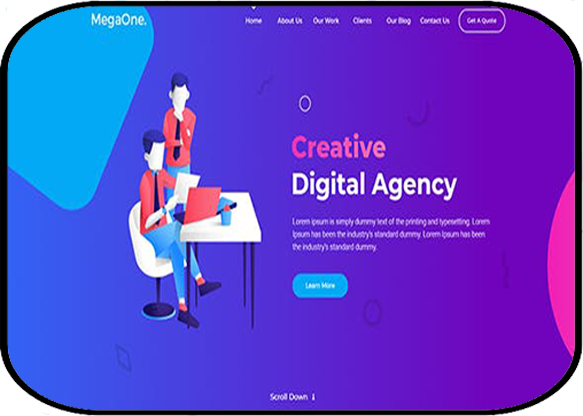 MegaOne.
Home About Us Our Work Clients Our Blog Contact Us Get A Quote
Creative
Digital Agency
Lorem ipsum is simply dummy text of the printing and typesetting. Lorem
Ipsum has been the industry's standard dummy. Lorem Ipsum has been
the industry's standard dummy.
Learn More
Scroll Down